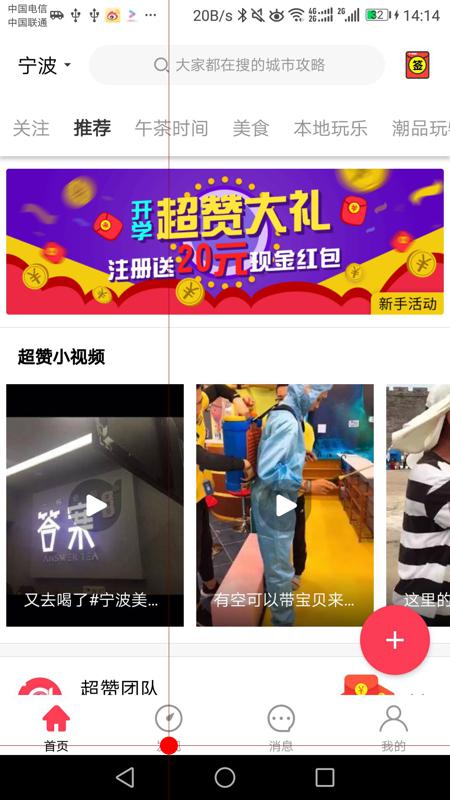 中国电信
中国联通
20B/s
4G
2G
2G
32
14:14
宁波
大家都在搜的城市攻略
签
关注 推荐 午茶时间 美食 本地玩乐 潮品玩
开学
超赞大礼
注册送20元现金红包
新手活动
超赞小视频
答案
ANSWER TEA
又去喝了#宁波美...
有空可以带宝贝来...
这里的
超赞团队
首页
消息
我的